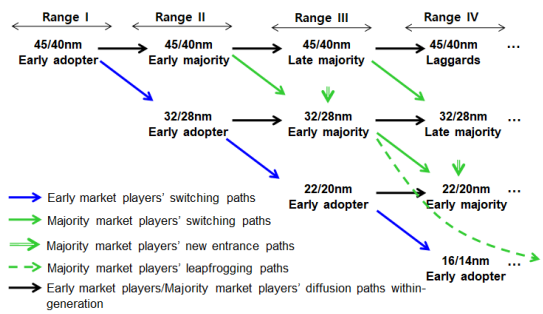 Range I Range II Range III Range IV
45/40nm 45/40nm 45/40nm 45/40nm ...
Early adopter Early majority Late majority Laggards
32/28nm 32/28nm 32/28nm ...
Early adopter Early majority Late majority
22/20nm 22/20nm ...
Early adopter Early majority
16/14nm ...
Early adopter
Early market players' switching paths
Majority market players' switching paths
Majority market players' new entrance paths
Majority market players' leapfrogging paths
Early market players/Majority market players' diffusion paths within-
generation